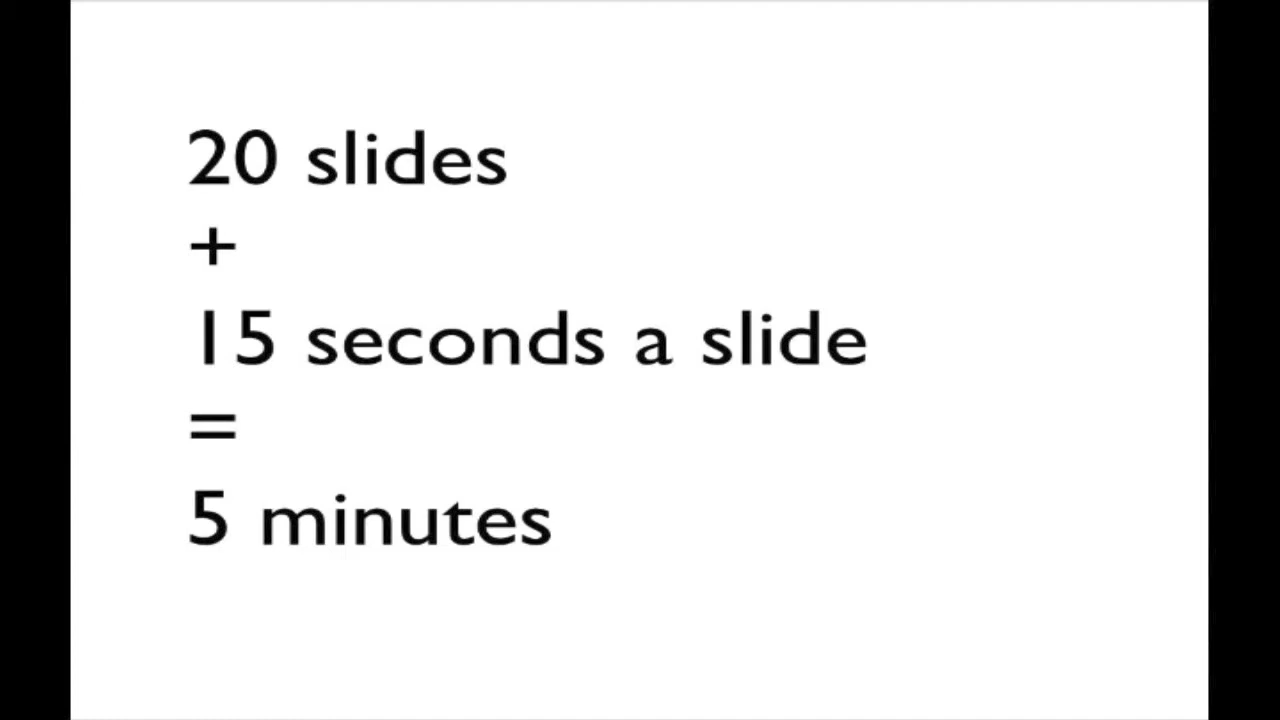 20 slides
+
15 seconds a slide
=
5 minutes